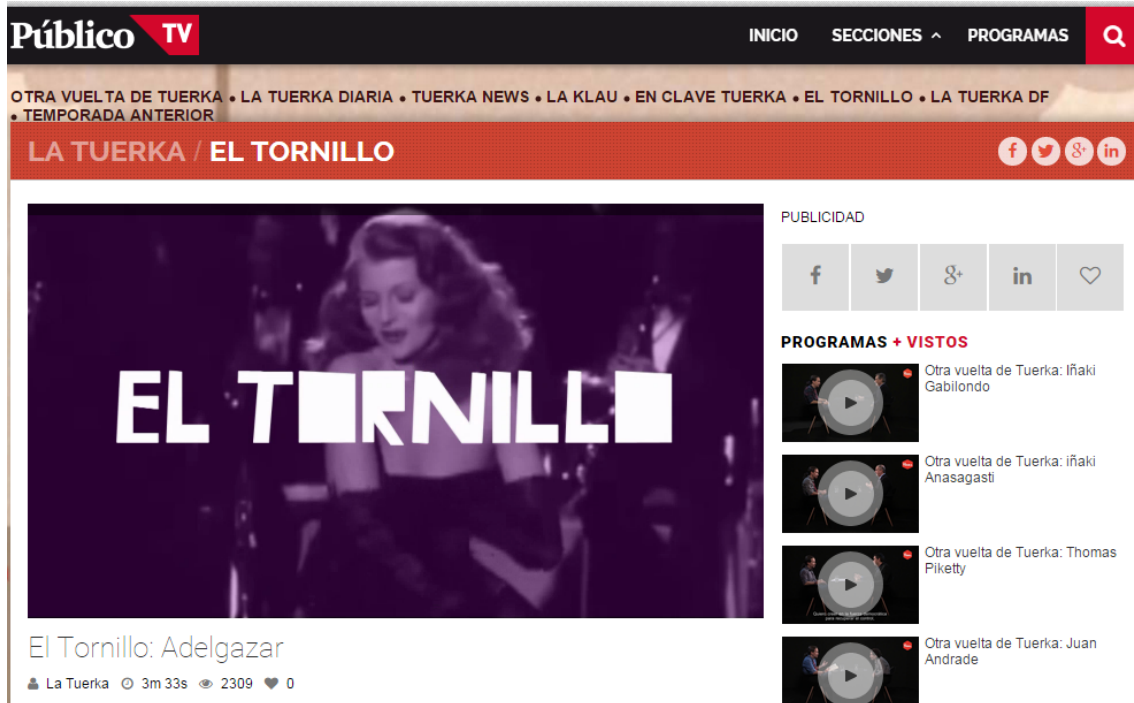 Público TV
INICIO SECCIONES PROGRAMAS
OTRA VUELTA DE TUERKA • LA TUERKA DIARIA • TUERKA NEWS • LA KLAU • EN CLAVE TUERKA • EL TORNILLO • LA TUERKA DF
• TEMPORADA ANTERIOR
LA TUERKA / EL TORNILLO
EL TORNILLO
El Tornillo: Adelgazar
La Tuerka 3m 33s 2309 0
PUBLICIDAD
PROGRAMAS + VISTOS
Otra vuelta de Tuerka: Iñaki
Gabilondo
Otra vuelta de Tuerka: iñaki
Anasagasti
Otra vuelta de Tuerka: Thomas
Piketty
Otra vuelta de Tuerka: Juan
Andrade